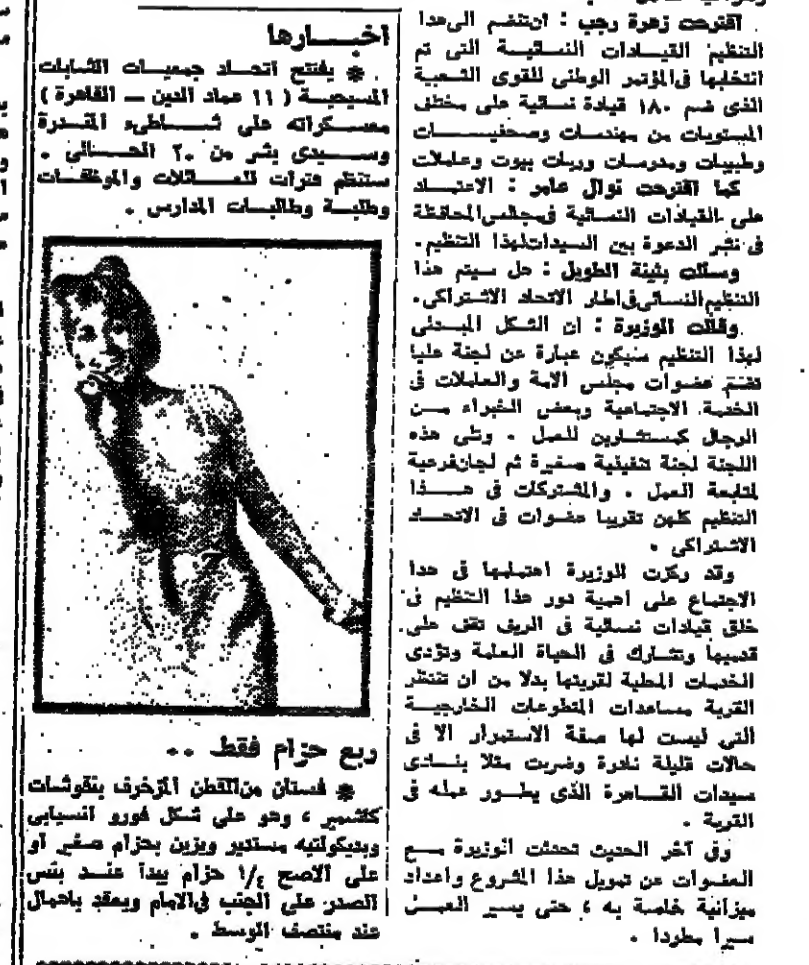 اقترحت زهرة رجب : ان تنضم الى هذا
التنظيم القيادات النسائية التى تم
انتخابها فى المؤتمر الوطنى للقوى الشعبية
الذى ضم ١٨٠ قيادة نسائية على مختلف
المستويات من مهندسات وصحفيات
وطبيبات ومدرسات وربات بيوت وعاملات
كما اقترحت نوال عامر : الاعتماد
على القيادات النسائية فى مجلس المحافظة
فى نشر الدعوة بين السيدات لهذا التنظيم .
وسألت بثينة الطويل : هل سيتم هذا
التنظيم النسائى فى اطار الاتحاد الاشتراكى .
وقالت الوزيرة : ان الشكل المبدئى
لهذا التنظيم سيكون عبارة عن لجنة عليا
تضم عضوات مجلس الامة والعاملات فى
الخدمة الاجتماعية وبعض الخبراء من
الرجال كمستشارين للعمل . وتلى هذه
اللجنة لجنة تنفيذية صغيرة ثم لجان فرعية
لمتابعة العمل . والمشتركات فى هذا
التنظيم كلهن تقريبا عضوات فى الاتحاد
الاشتراكى .
وقد ركزت الوزيرة اهتمامها فى هذا
الاجتماع على اهمية دور هذا التنظيم فى
خلق قيادات نسائية فى الريف تقف على
قدميها وتشارك فى الحياة العامة وتؤدى
الخدمات المحلية لقريتها بدلا من ان تنتظر
القرية مساعدات المتطوعات الخارجية
التي ليست لها صفة الاستمرار الا فى
حالات قليلة نادرة وضربت مثلا بنادى
سيدات القاهرة الذى يطور عمله فى
القرية .
وفى آخر الحديث تحدثت الوزيرة مع
العضوات عن تمويل هذا المشروع واعداد
ميزانية خاصة به ، حتى يسير العمل
سيرا مطردا .
اخبارها
* يفتتح اتحاد جمعيات الشابات
المسيحية ( ١١ عماد الدين – القاهرة )
معسكراته على شاطىء المقدرة
وسيدى بشر من ٢٠ الحالى .
ستنظم فترات للعائلات والموظفات
وطلبة وطالبات المدارس .
ربع حزام فقط ..
* فستان من القطن المزخرف بنقوشات
كشمير ، وهو على شكل فورو انسيابى
وبديكولتيه مستدير ويزين بحزام صغير او
على الاصح ١/٤ حزام يبدأ عند بنس
الصدر على الجنب فى الامام ويعقد باهمال
عند منتصف الوسط .